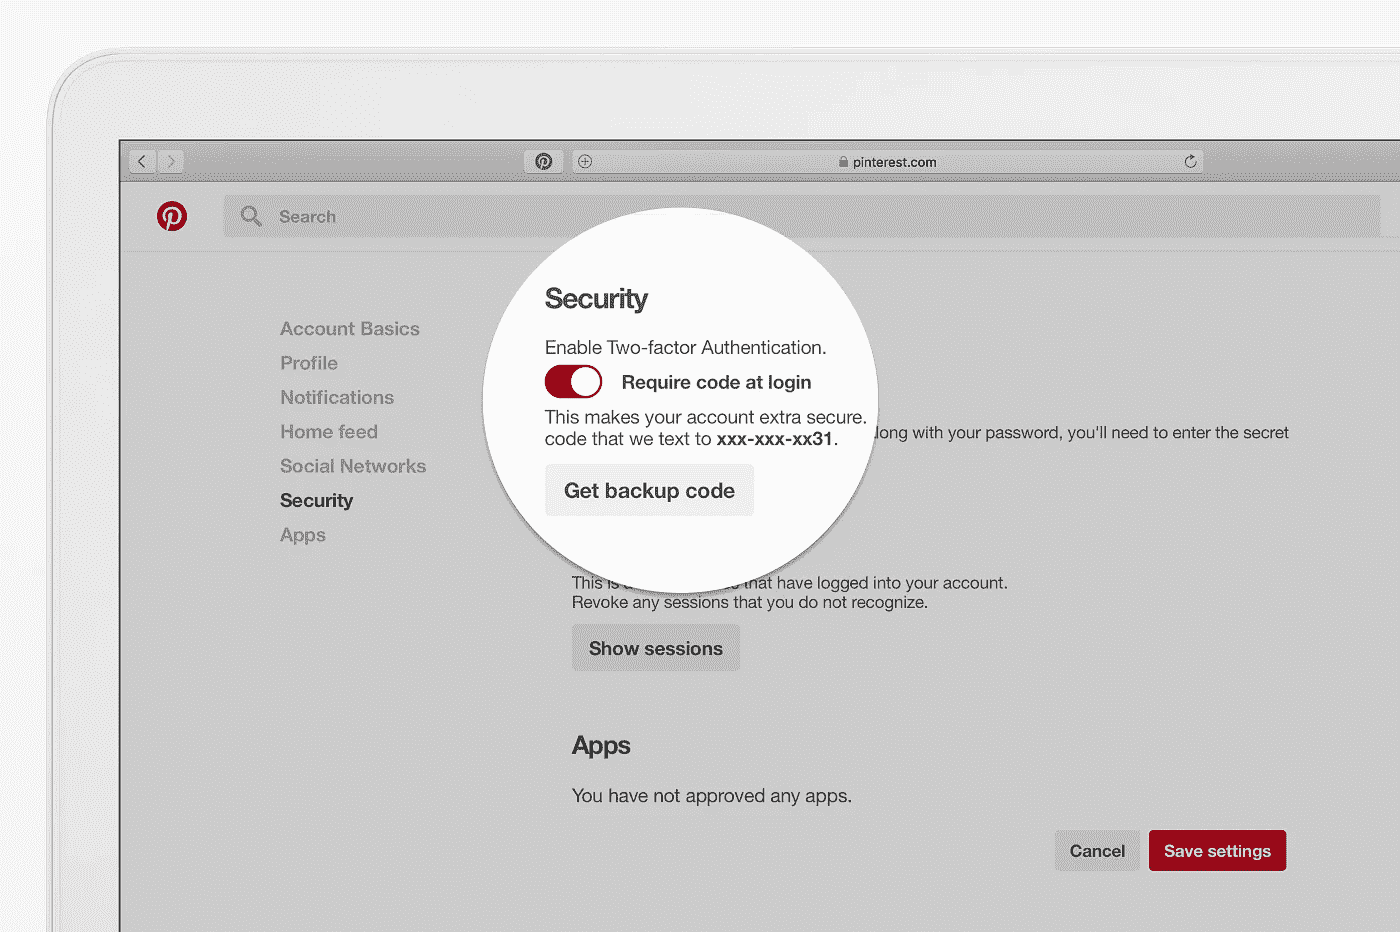 pinterest.com
Search
Account Basics
Profile
Notifications
Home feed
Social Networks
Security
Apps
Security
Enable Two-factor Authentication.
Require code at login
This makes your account extra secure.
long with your password, you'll need to enter the secret
code that we text to xxx-xxx-xx31.
Get backup code
This is that have logged into your account.
Revoke any sessions that you do not recognize.
Show sessions
Apps
You have not approved any apps.
Cancel
Save settings